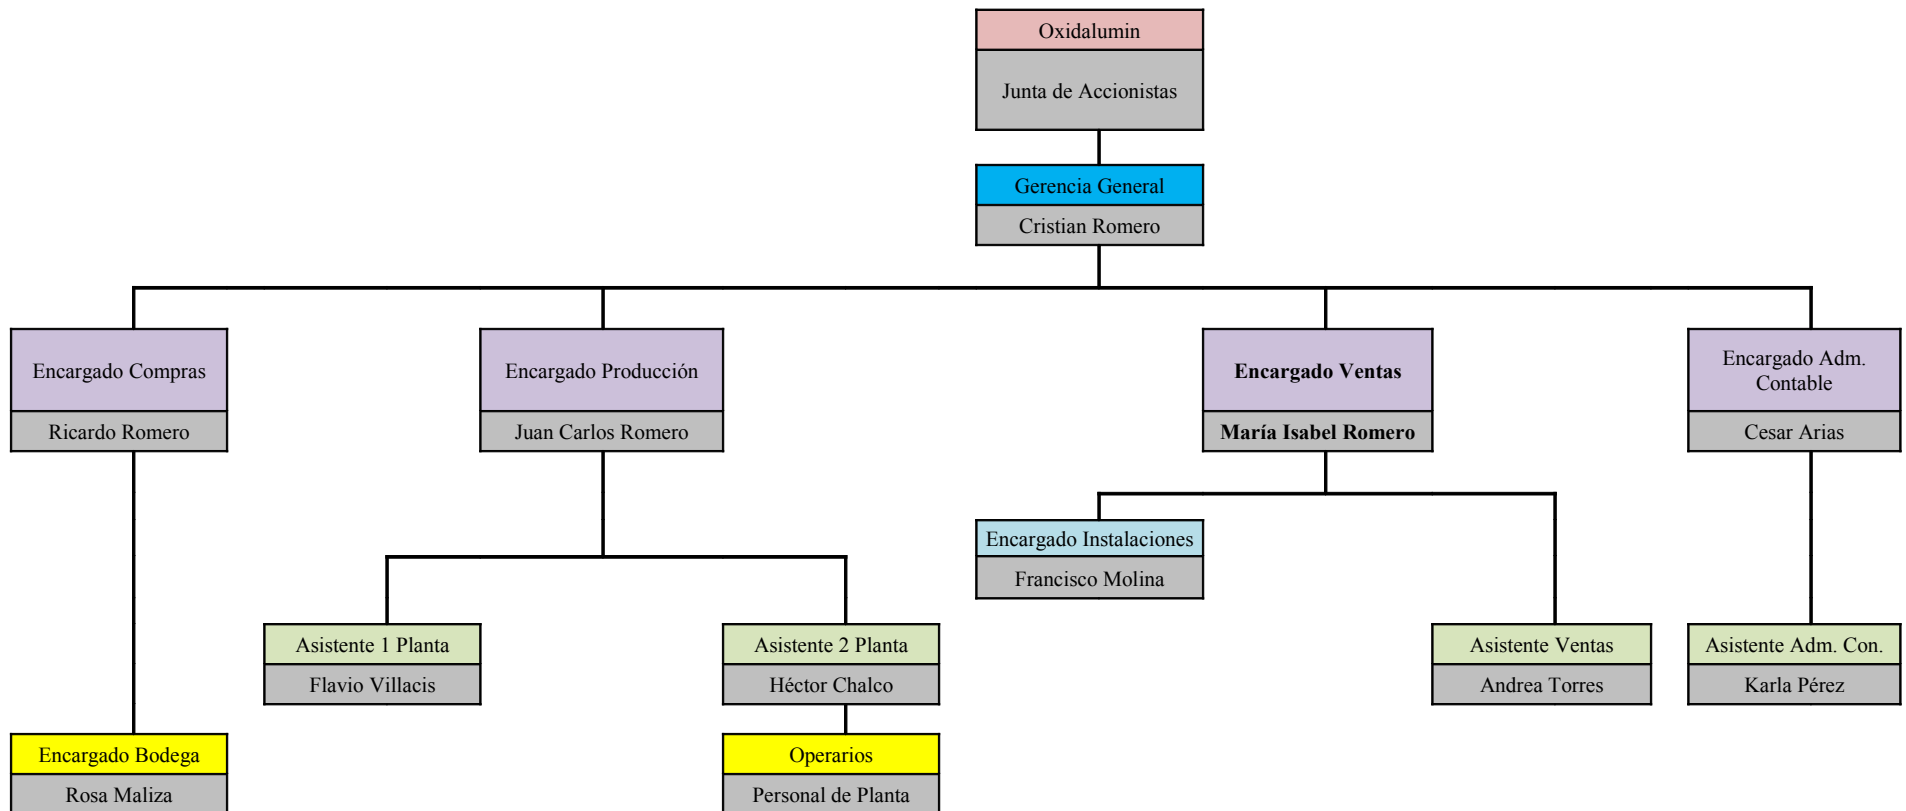 Oxidalumin
Junta de Accionistas
Gerencia General
Cristian Romero
Encargado Compras
Ricardo Romero
Encargado Producción
Juan Carlos Romero
Encargado Ventas
María Isabel Romero
Encargado Adm.
Contable
Cesar Arias
Encargado Instalaciones
Francisco Molina
Asistente 1 Planta
Flavio Villacis
Asistente 2 Planta
Héctor Chalco
Asistente Ventas
Andrea Torres
Asistente Adm. Con.
Karla Pérez
Encargado Bodega
Rosa Maliza
Operarios
Personal de Planta